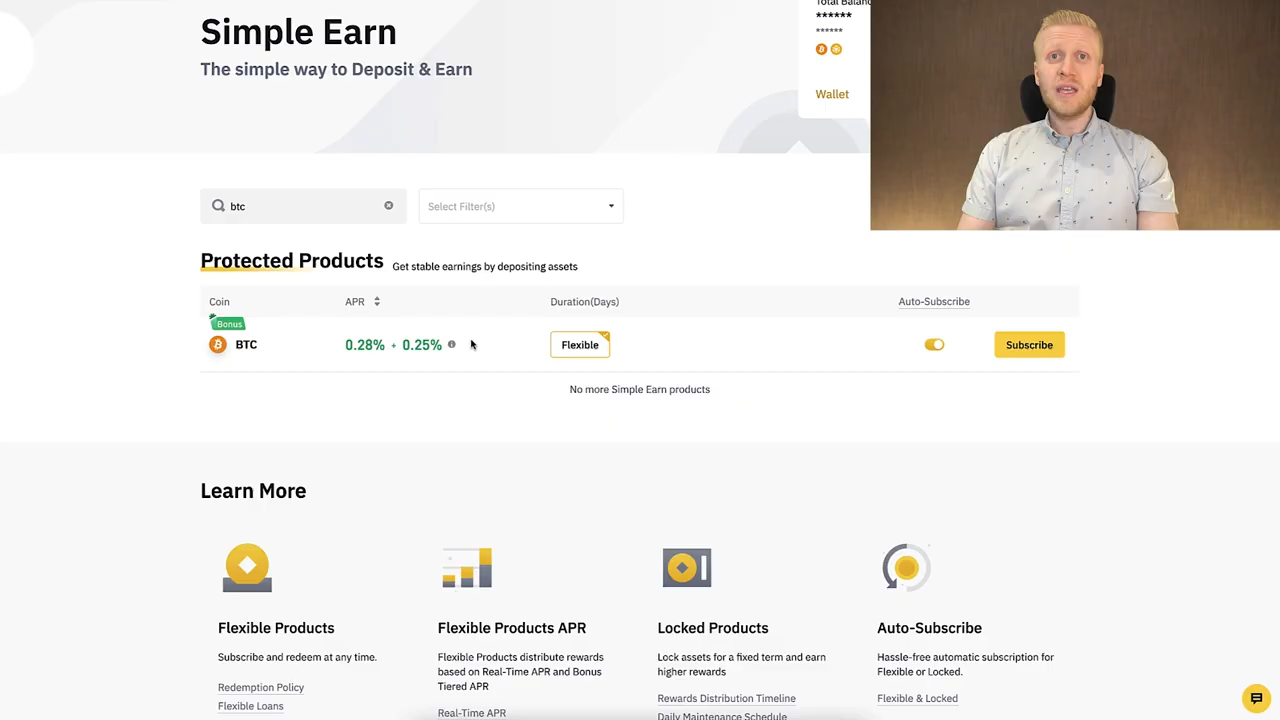 Simple Earn
The simple way to Deposit & Earn
Total Balanc
******
******
Wallet
btc
Select Filter(s)
Protected Products Get stable earnings by depositing assets
Coin APR Duration(Days) Auto-Subscribe
Bonus
BTC 0.28% + 0.25% Flexible Subscribe
No more Simple Earn products
Learn More
Flexible Products
Subscribe and redeem at any time.
Redemption Policy
Flexible Loans
Flexible Products APR
Flexible Products distribute rewards
based on Real-Time APR and Bonus
Tiered APR
Real-Time APR
Locked Products
Lock assets for a fixed term and earn
higher rewards
Rewards Distribution Timeline
Daily Maintenance Schedule
Auto-Subscribe
Hassle-free automatic subscription for
Flexible or Locked.
Flexible & Locked